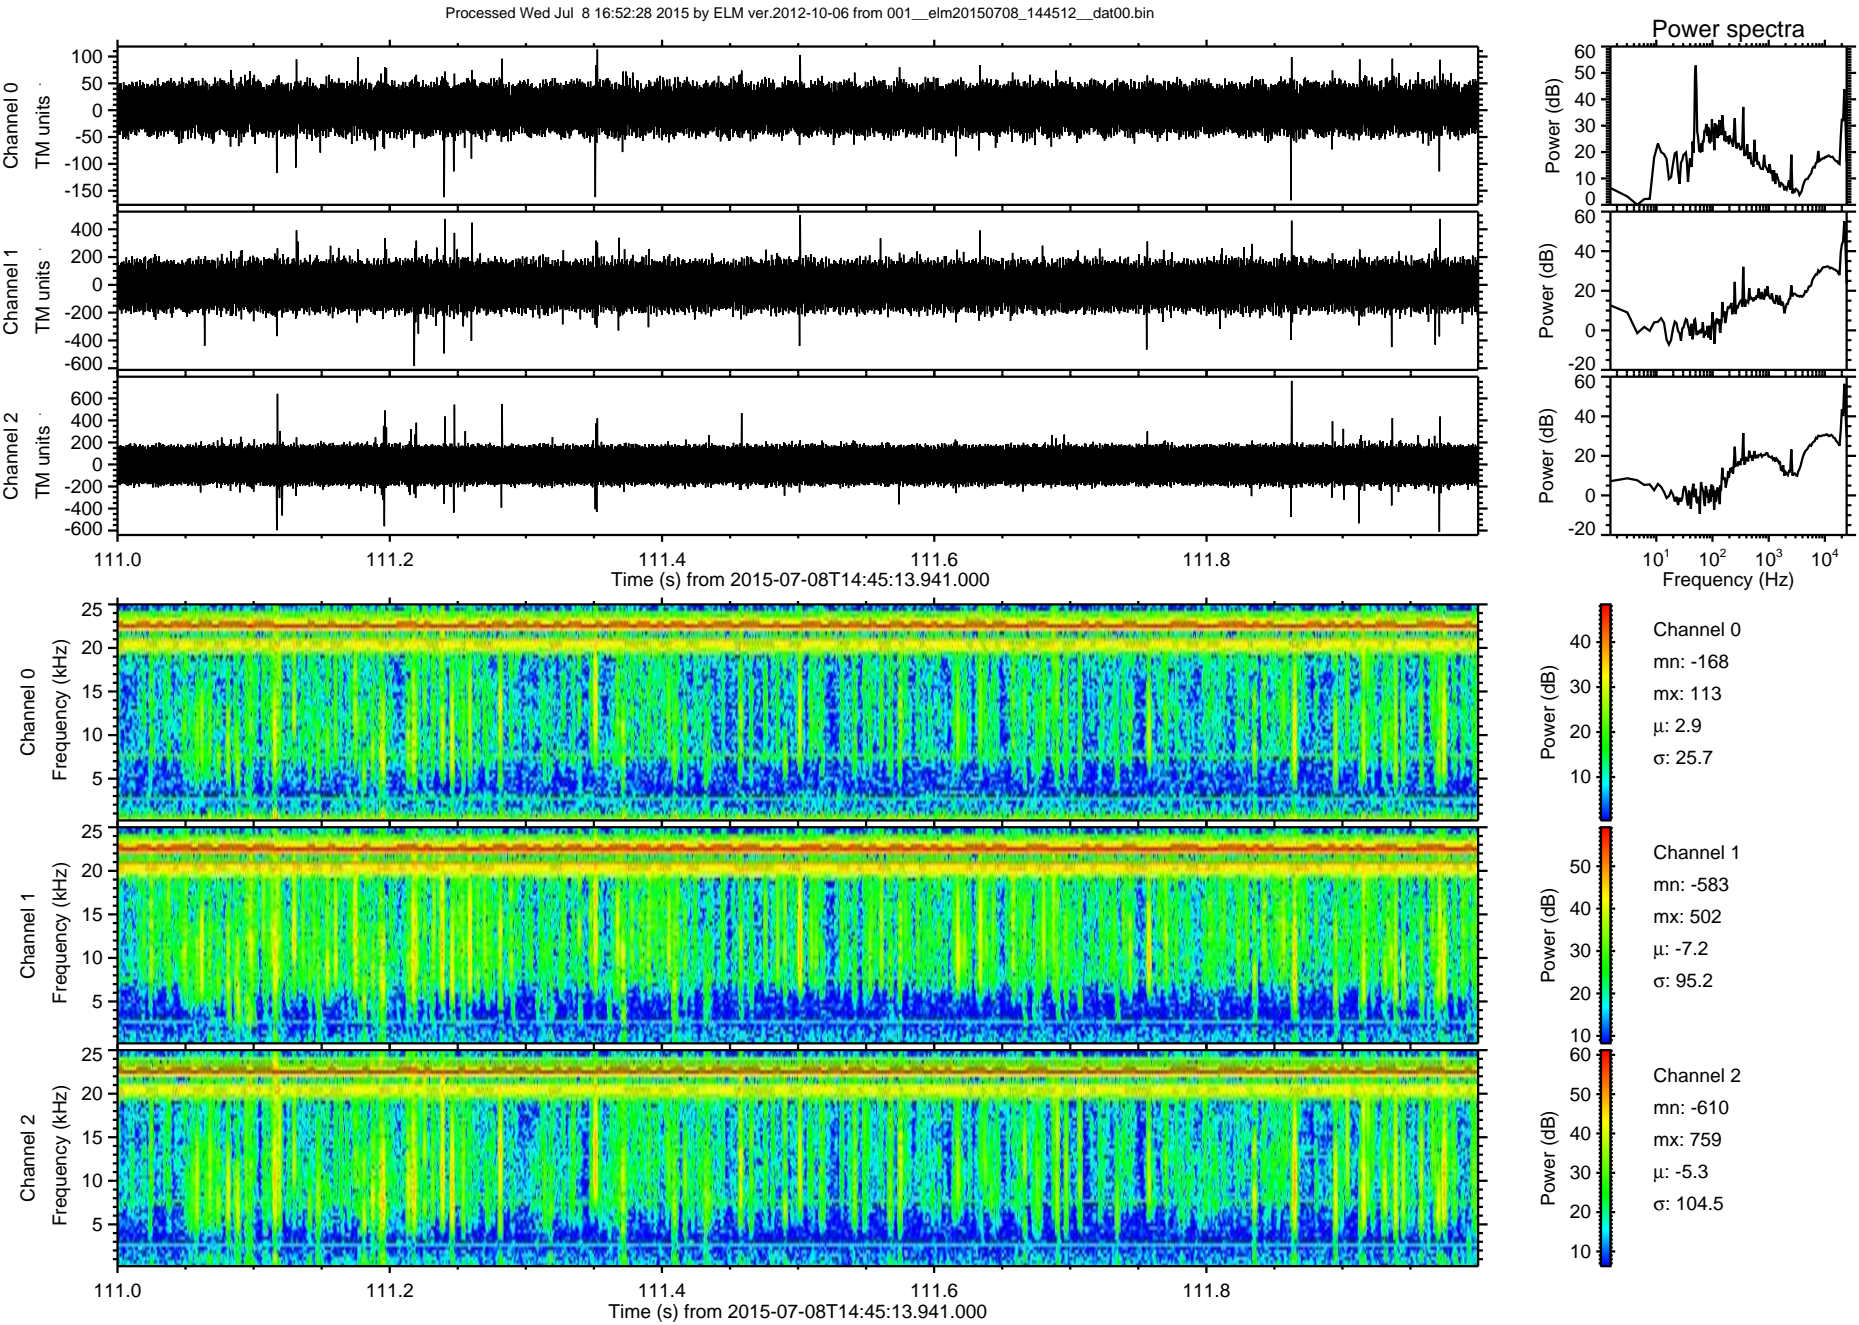 Processed Wed Jul  8 16:52:28 2015 by ELM ver.2012-10-06 from 001__elm20150708_144512__dat00.bin
Power spectra
Channel 0
TM units
100
50
0
-50
-100
-150
Power (dB)
60
50
40
30
20
10
0
Channel 1
TM units
400
200
0
-200
-400
-600
Power (dB)
60
40
20
0
-20
Channel 2
TM units
600
400
200
0
-200
-400
-600
Power (dB)
60
40
20
0
-20
111.0 111.2 111.4 111.6 111.8
Time (s) from 2015-07-08T14:45:13.941.000
10^1 10^2 10^3 10^4
Frequency (Hz)
Channel 0
Frequency (kHz)
25
20
15
10
5
Power (dB)
40
30
20
10
Channel 0
mn: -168
mx: 113
μ: 2.9
σ: 25.7
Channel 1
Frequency (kHz)
25
20
15
10
5
Power (dB)
50
40
30
20
10
Channel 1
mn: -583
mx: 502
μ: -7.2
σ: 95.2
Channel 2
Frequency (kHz)
25
20
15
10
5
Power (dB)
60
50
40
30
20
10
Channel 2
mn: -610
mx: 759
μ: -5.3
σ: 104.5
111.0 111.2 111.4 111.6 111.8
Time (s) from 2015-07-08T14:45:13.941.000